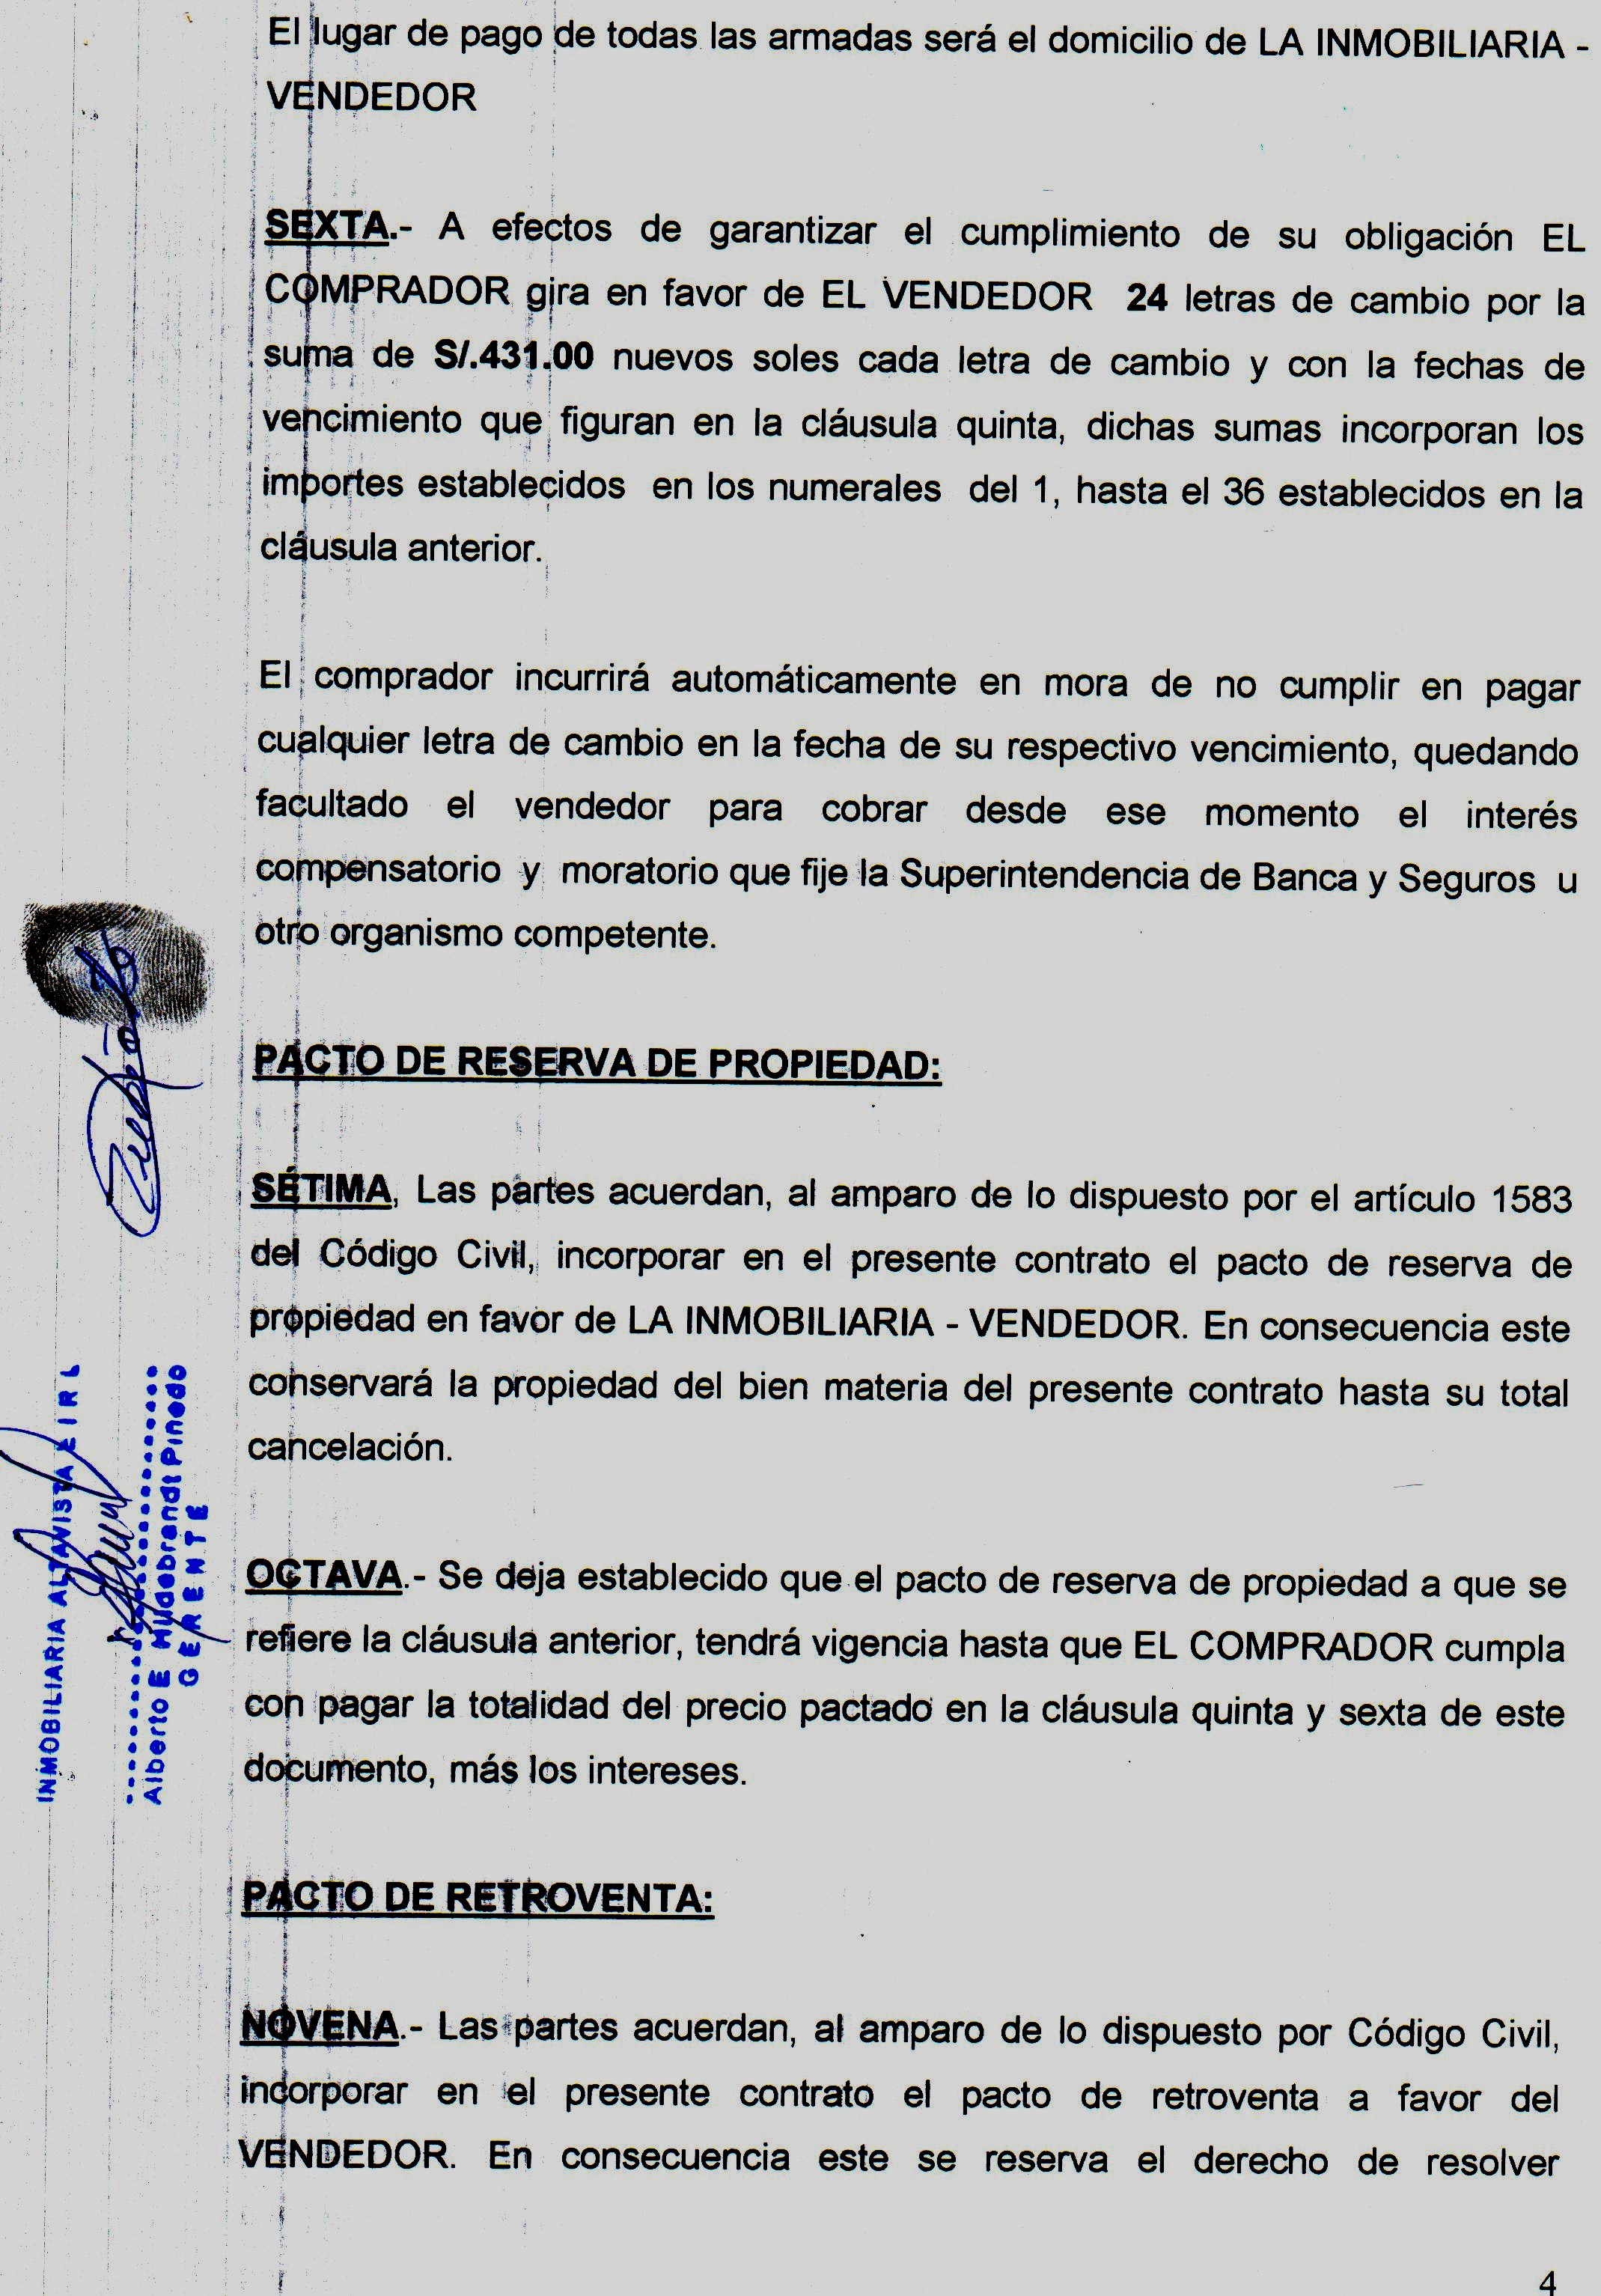 El lugar de pago de todas las armadas será el domicilio de LA INMOBILIARIA -
VENDEDOR
SEXTA.- A efectos de garantizar el cumplimiento de su obligación EL
COMPRADOR gira en favor de EL VENDEDOR 24 letras de cambio por la
suma de S/.431.00 nuevos soles cada letra de cambio y con la fechas de
vencimiento que figuran en la cláusula quinta, dichas sumas incorporan los
importes establecidos en los numerales del 1, hasta el 36 establecidos en la
cláusula anterior.
El comprador incurrirá automáticamente en mora de no cumplir en pagar
cualquier letra de cambio en la fecha de su respectivo vencimiento, quedando
facultado el vendedor para cobrar desde ese momento el interés
compensatorio y moratorio que fije la Superintendencia de Banca y Seguros u
otro organismo competente.
PACTO DE RESERVA DE PROPIEDAD:
SÉTIMA, Las partes acuerdan, al amparo de lo dispuesto por el artículo 1583
del Código Civil, incorporar en el presente contrato el pacto de reserva de
propiedad en favor de LA INMOBILIARIA - VENDEDOR. En consecuencia este
conservará la propiedad del bien materia del presente contrato hasta su total
cancelación.
OCTAVA.- Se deja establecido que el pacto de reserva de propiedad a que se
refiere la cláusula anterior, tendrá vigencia hasta que EL COMPRADOR cumpla
con pagar la totalidad del precio pactado en la cláusula quinta y sexta de este
documento, más los intereses.
PACTO DE RETROVENTA:
NOVENA.- Las partes acuerdan, al amparo de lo dispuesto por Código Civil,
incorporar en el presente contrato el pacto de retroventa a favor del
VENDEDOR. En consecuencia este se reserva el derecho de resolver
4
INMOBILIARIA ALTAVISTA E I R L
Alberto E Hildebrandt Pinedo
GERENTE